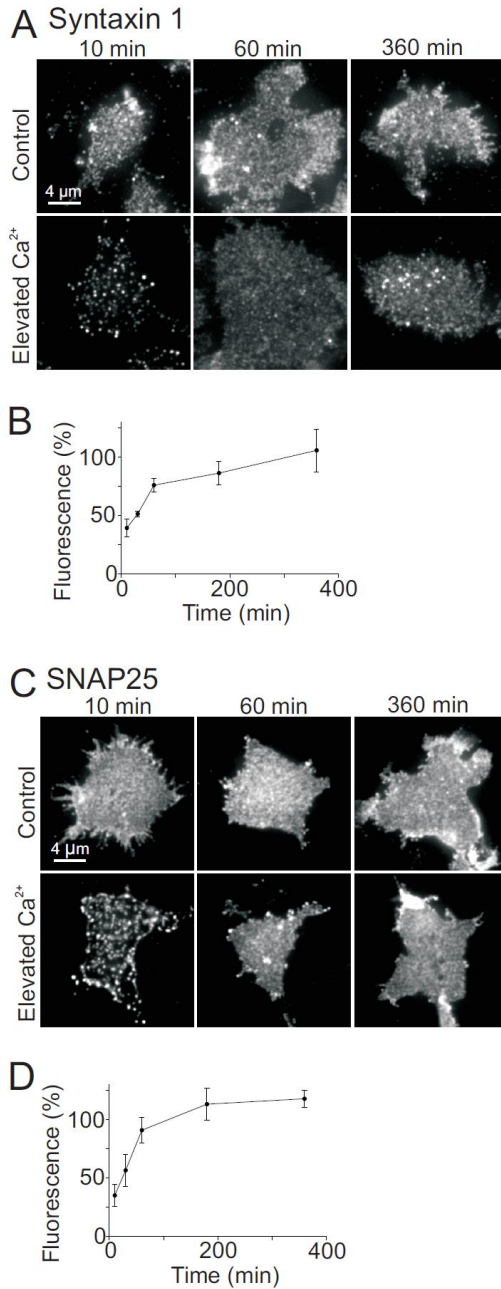 A Syntaxin 1
10 min 60 min 360 min
Control
4 µm
Elevated Ca²⁺
B
Fluorescence (%)
100
50
0
0 200 400
Time (min)
C SNAP25
10 min 60 min 360 min
Control
4 µm
Elevated Ca²⁺
D
Fluorescence (%)
100
50
0
0 200 400
Time (min)